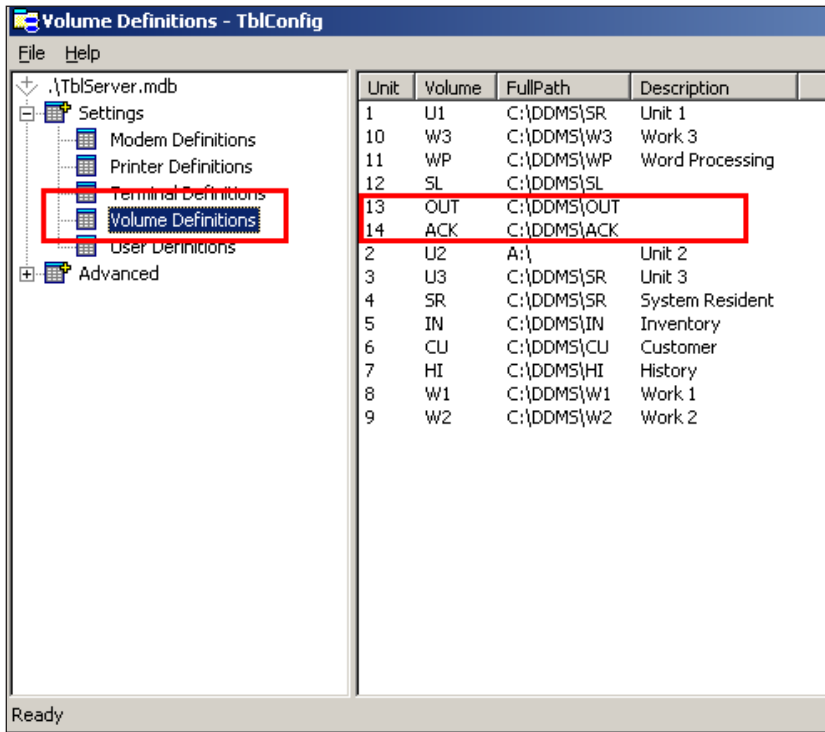 Volume Definitions - TblConfig
File Help
.\TblServer.mdb
Settings
Modem Definitions
Printer Definitions
Terminal Definitions
Volume Definitions
User Definitions
Advanced
Unit Volume FullPath Description
1 U1 C:\DDMS\SR Unit 1
10 W3 C:\DDMS\W3 Work 3
11 WP C:\DDMS\WP Word Processing
12 SL C:\DDMS\SL
13 OUT C:\DDMS\OUT
14 ACK C:\DDMS\ACK
2 U2 A:\ Unit 2
3 U3 C:\DDMS\SR Unit 3
4 SR C:\DDMS\SR System Resident
5 IN C:\DDMS\IN Inventory
6 CU C:\DDMS\CU Customer
7 HI C:\DDMS\HI History
8 W1 C:\DDMS\W1 Work 1
9 W2 C:\DDMS\W2 Work 2
Ready